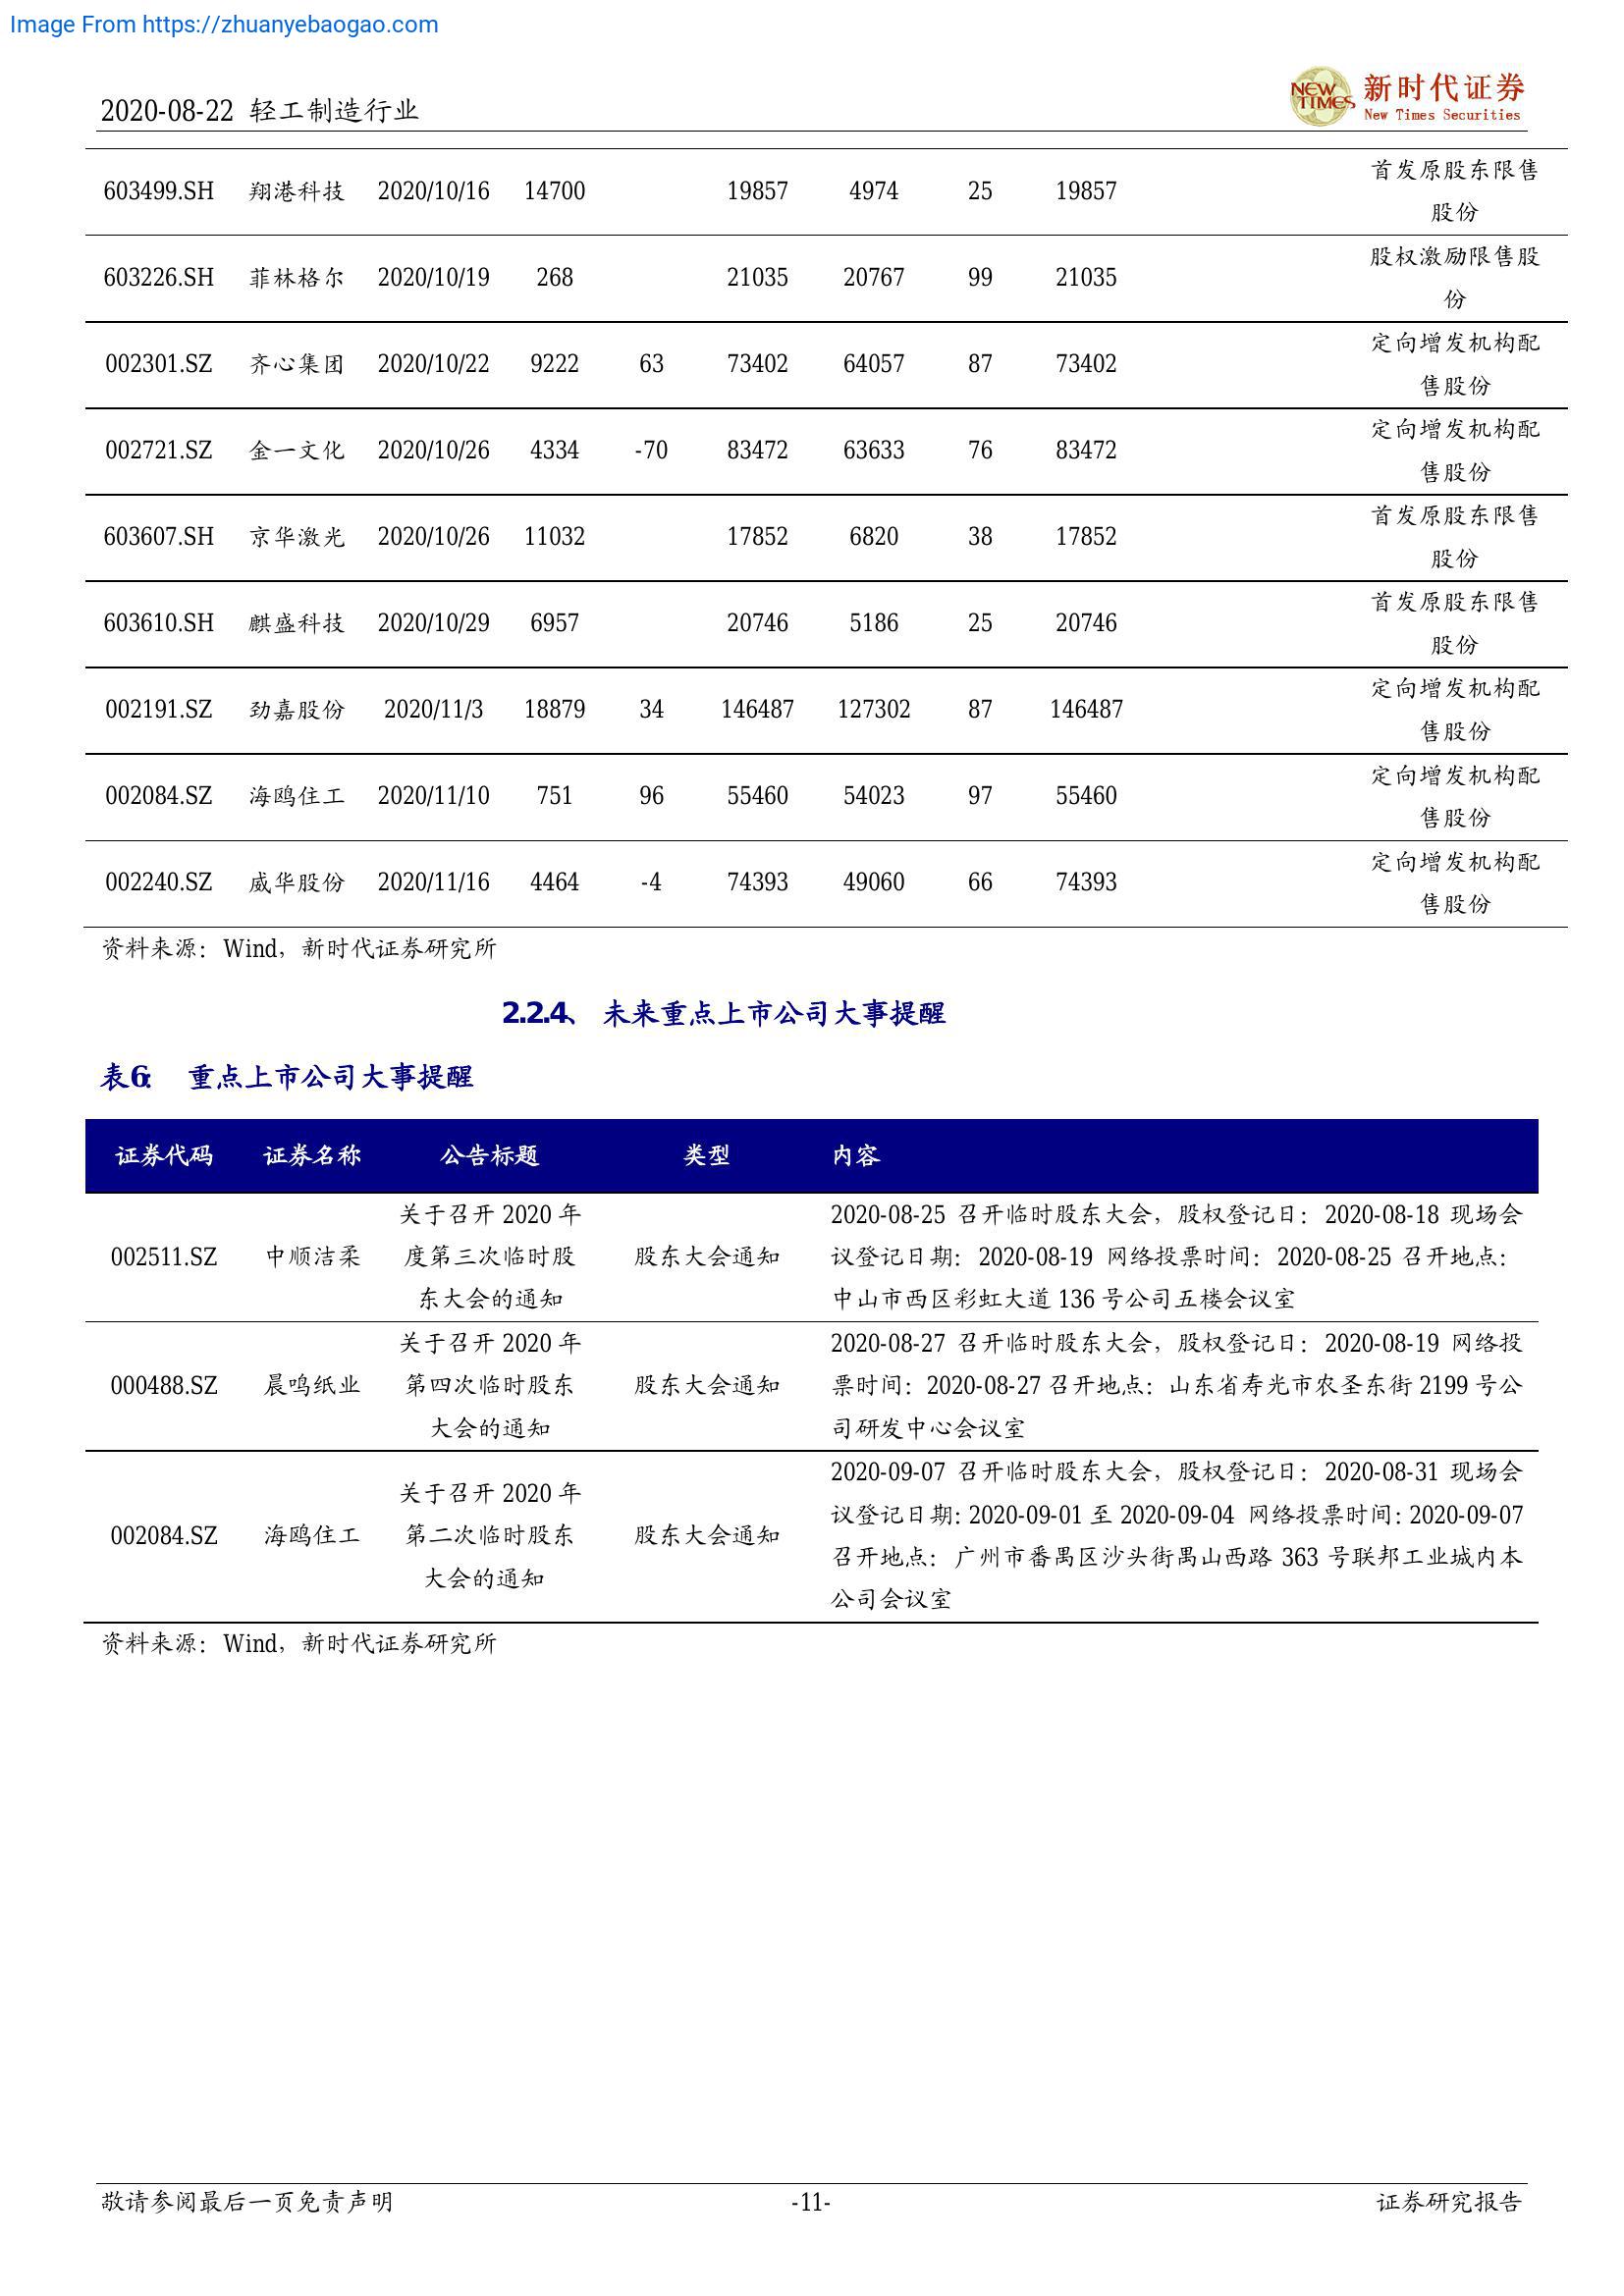 Image From https://zhuanyebaogao.com
2020-08-22 轻工制造行业
NEW TIMES 新时代证券
New Times Securities
首发原股东限售
603499.SH 翔港科技 2020/10/16 14700 19857 4974 25 19857
股份
股权激励限售股
603226.SH 菲林格尔 2020/10/19 268 21035 20767 99 21035
份
定向增发机构配
002301.SZ 齐心集团 2020/10/22 9222 63 73402 64057 87 73402
售股份
定向增发机构配
002721.SZ 金一文化 2020/10/26 4334 -70 83472 63633 76 83472
售股份
首发原股东限售
603607.SH 京华激光 2020/10/26 11032 17852 6820 38 17852
股份
首发原股东限售
603610.SH 麒盛科技 2020/10/29 6957 20746 5186 25 20746
股份
定向增发机构配
002191.SZ 劲嘉股份 2020/11/3 18879 34 146487 127302 87 146487
售股份
定向增发机构配
002084.SZ 海鸥住工 2020/11/10 751 96 55460 54023 97 55460
售股份
定向增发机构配
002240.SZ 威华股份 2020/11/16 4464 -4 74393 49060 66 74393
售股份
资料来源：Wind，新时代证券研究所
2.2.4、 未来重点上市公司大事提醒
表6： 重点上市公司大事提醒
证券代码 证券名称 公告标题 类型 内容
关于召开 2020 年 2020-08-25 召开临时股东大会，股权登记日：2020-08-18 现场会
002511.SZ 中顺洁柔 度第三次临时股 股东大会通知 议登记日期：2020-08-19 网络投票时间：2020-08-25 召开地点：
东大会的通知 中山市西区彩虹大道 136 号公司五楼会议室
关于召开 2020 年 2020-08-27 召开临时股东大会，股权登记日：2020-08-19 网络投
000488.SZ 晨鸣纸业 第四次临时股东 股东大会通知 票时间：2020-08-27 召开地点：山东省寿光市农圣东街 2199 号公
大会的通知 司研发中心会议室
关于召开 2020 年 2020-09-07 召开临时股东大会，股权登记日：2020-08-31 现场会
002084.SZ 海鸥住工 第二次临时股东 股东大会通知 议登记日期：2020-09-01 至 2020-09-04 网络投票时间：2020-09-07
大会的通知 召开地点：广州市番禺区沙头街禺山西路 363 号联邦工业城内本
公司会议室
资料来源：Wind，新时代证券研究所
敬请参阅最后一页免责声明 -11- 证券研究报告